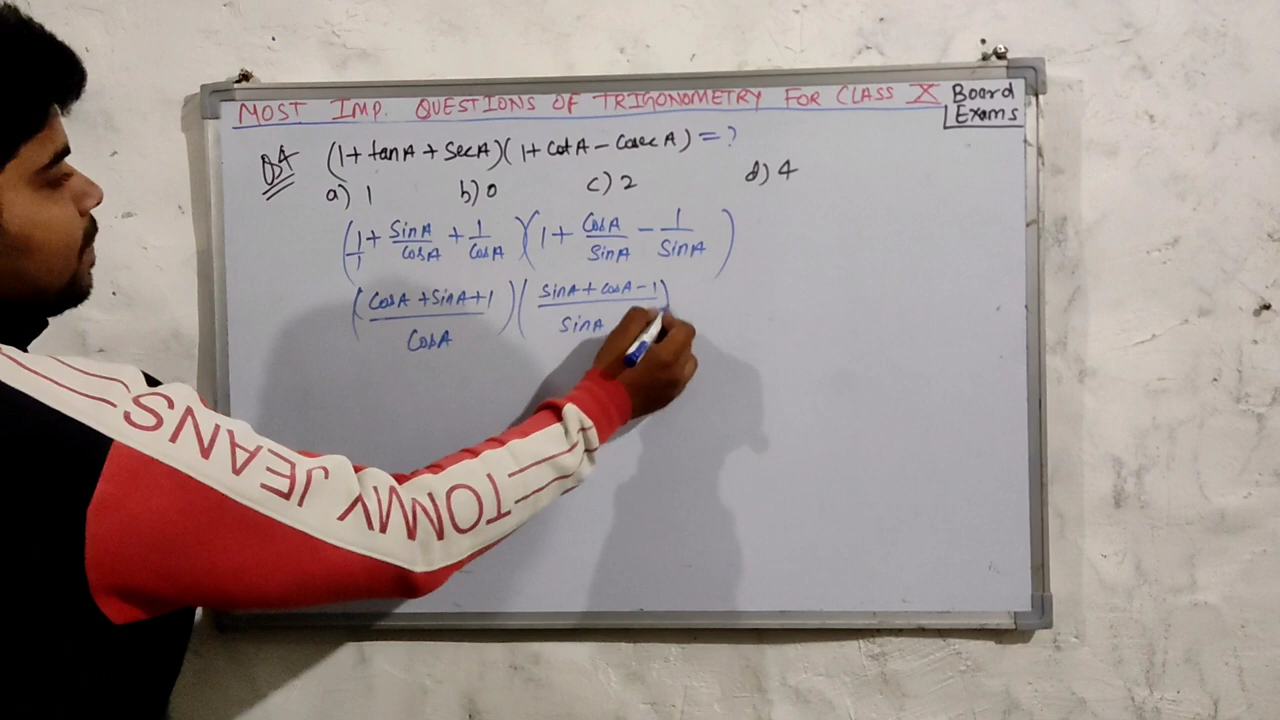 MOST IMP. QUESTIONS OF TRIGONOMETRY FOR CLASS X Board Exams
(1 + tanA + SecA)(1 + cotA - CosecA) = ?
a) 1 b) 0 c) 2 d) 4
(1/1 + SinA/CosA + 1/CosA)(1 + CosA/SinA - 1/SinA)
((CosA + SinA + 1)/CosA)((SinA + CosA - 1)/SinA)
TOMMY JEANS